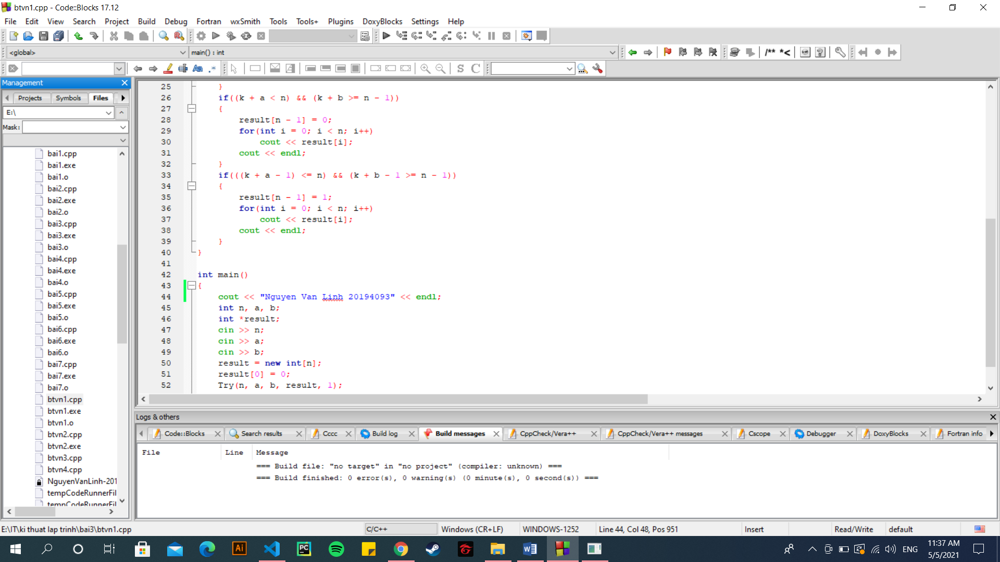 btvn1.cpp - Code::Blocks 17.12
File Edit View Search Project Build Debug Fortran wxSmith Tools Tools+ Plugins DoxyBlocks Settings Help
<global> main() : int
/** *<
Aa .* S C
Management
Projects Symbols Files
E:\
Mask:
bai1.cpp
bai1.exe
bai1.o
bai2.cpp
bai2.exe
bai2.o
bai3.cpp
bai3.exe
bai3.o
bai4.cpp
bai4.exe
bai4.o
bai5.cpp
bai5.exe
bai5.o
bai6.cpp
bai6.exe
bai6.o
bai7.cpp
bai7.exe
bai7.o
btvn1.cpp
btvn1.exe
btvn1.o
btvn2.cpp
btvn2.exe
btvn3.cpp
btvn4.cpp
NguyenVanLinh-201
tempCodeRunnerFil
tempCodeRunnerFil
25 }
26 if((k + a < n) && (k + b >= n - 1))
27 {
28 result[n - 1] = 0;
29 for(int i = 0; i < n; i++)
30 cout << result[i];
31 cout << endl;
32 }
33 if(((k + a - 1) <= n) && (k + b - 1 >= n - 1))
34 {
35 result[n - 1] = 1;
36 for(int i = 0; i < n; i++)
37 cout << result[i];
38 cout << endl;
39 }
40 }
41
42 int main()
43 {
44 cout << "Nguyen Van Linh 20194093" << endl;
45 int n, a, b;
46 int *result;
47 cin >> n;
48 cin >> a;
49 cin >> b;
50 result = new int[n];
51 result[0] = 0;
52 Try(n, a, b, result, 1);
Logs & others
Code::Blocks Search results Cccc Build log Build messages CppCheck/Vera++ CppCheck/Vera++ messages Cscope Debugger DoxyBlocks Fortran info
File Line Message
=== Build file: "no target" in "no project" (compiler: unknown) ===
=== Build finished: 0 error(s), 0 warning(s) (0 minute(s), 0 second(s)) ===
E:\IT\ki thuat lap trinh\bai3\btvn1.cpp C/C++ Windows (CR+LF) WINDOWS-1252 Line 44, Col 48, Pos 951 Insert Read/Write default
Ai PC W ENG 11:37 AM
5/5/2021